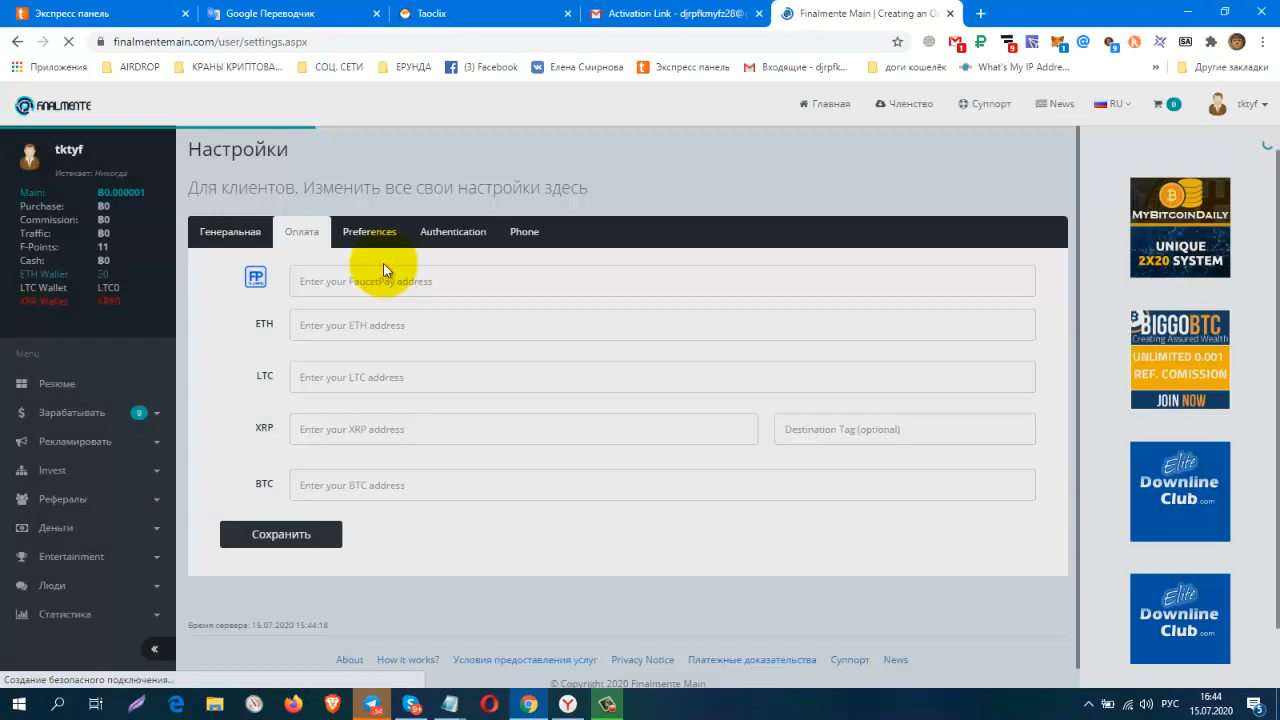 Экспресс панель
Google Переводчик
Taoclix
Activation Link - djrpfkmyfz28@
Finalmente Main | Creating an O
finalmentemain.com/user/settings.aspx
Приложения
AIRDROP
КРАНЫ КРИПТОВА...
СОЦ. СЕТИ
ЕРУНДА
(3) Facebook
Елена Смирнова
Экспресс панель
Входящие - djrpfk...
доги кошелёк
What's My IP Addre...
»
Другие закладки
FINALMENTE
Главная
Членство
Суппорт
News
RU
0
tktyf
tktyf
Истекает: Никогда
Main: ฿0.000001
Purchase: ฿0
Commission: ฿0
Traffic: ฿0
F-Points: 11
Cash: ฿0
ETH Wallet
LTC Wallet LTC0
XRP Wallet XRP0
Menu
Резюме
Зарабатывать 9
Рекламировать
Invest
Рефералы
Деньги
Entertainment
Люди
Статистика
«
Настройки
Для клиентов, Изменить все свои настройки здесь
Генеральная
Оплата
Preferences
Authentication
Phone
FP
Enter your FaucetPay address
ETH Enter your ETH address
LTC Enter your LTC address
XRP Enter your XRP address Destination Tag (optional)
BTC Enter your BTC address
Сохранить
MYBITCOINDAILY
UNIQUE
2X20 SYSTEM
BIGGOBTC
Creating Assured Wealth
UNLIMITED 0.001
REF. COMISSION
JOIN NOW
Elite
Downline
Club.com
Elite
Downline
Club.com
Время сервера: 15.07.2020 15:44:18
About
How it works?
Условия предоставления услуг
Privacy Notice
Платежные доказательства
Суппорт
News
© Copyright 2020 Finalmente Main
Создание безопасного подключения...
РУС
16:44
15.07.2020